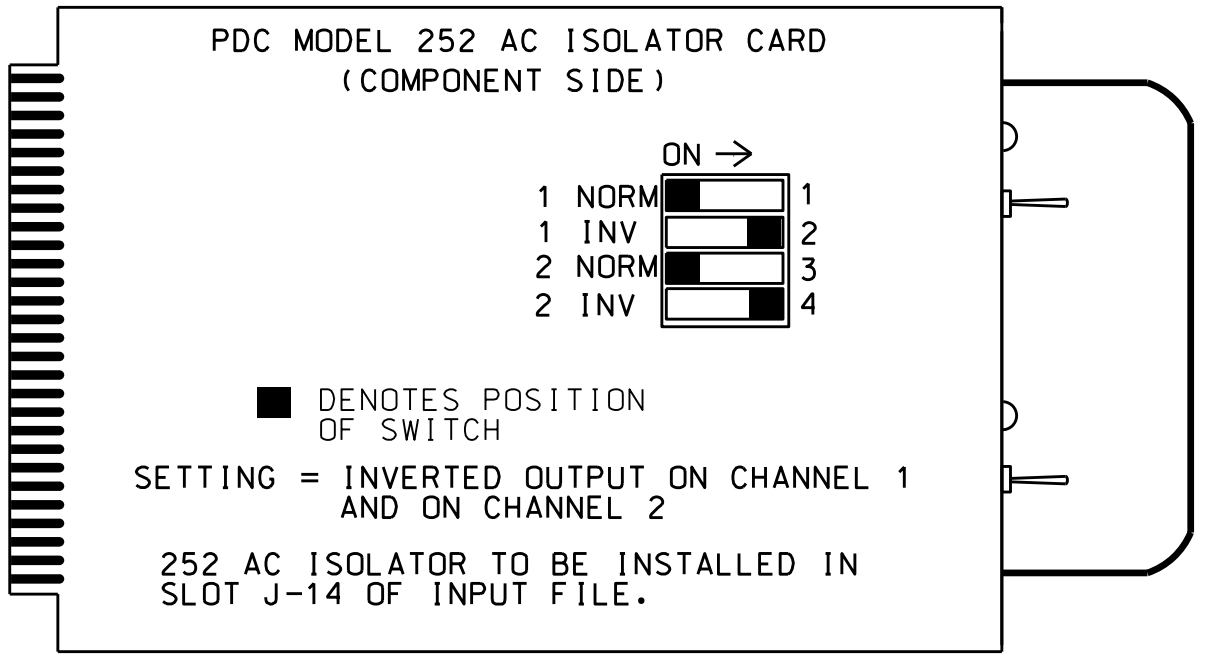 PDC MODEL 252 AC ISOLATOR CARD
(COMPONENT SIDE)
ON →
1 NORM 1
1 INV 2
2 NORM 3
2 INV 4
DENOTES POSITION
OF SWITCH
SETTING = INVERTED OUTPUT ON CHANNEL 1
AND ON CHANNEL 2
252 AC ISOLATOR TO BE INSTALLED IN
SLOT J-14 OF INPUT FILE.